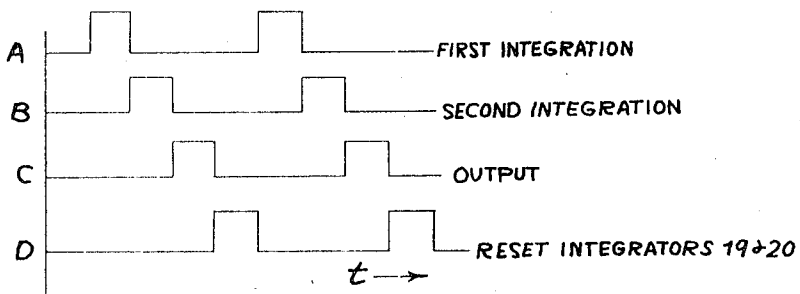 A FIRST INTEGRATION
B SECOND INTEGRATION
C OUTPUT
D RESET INTEGRATORS 19&20
t